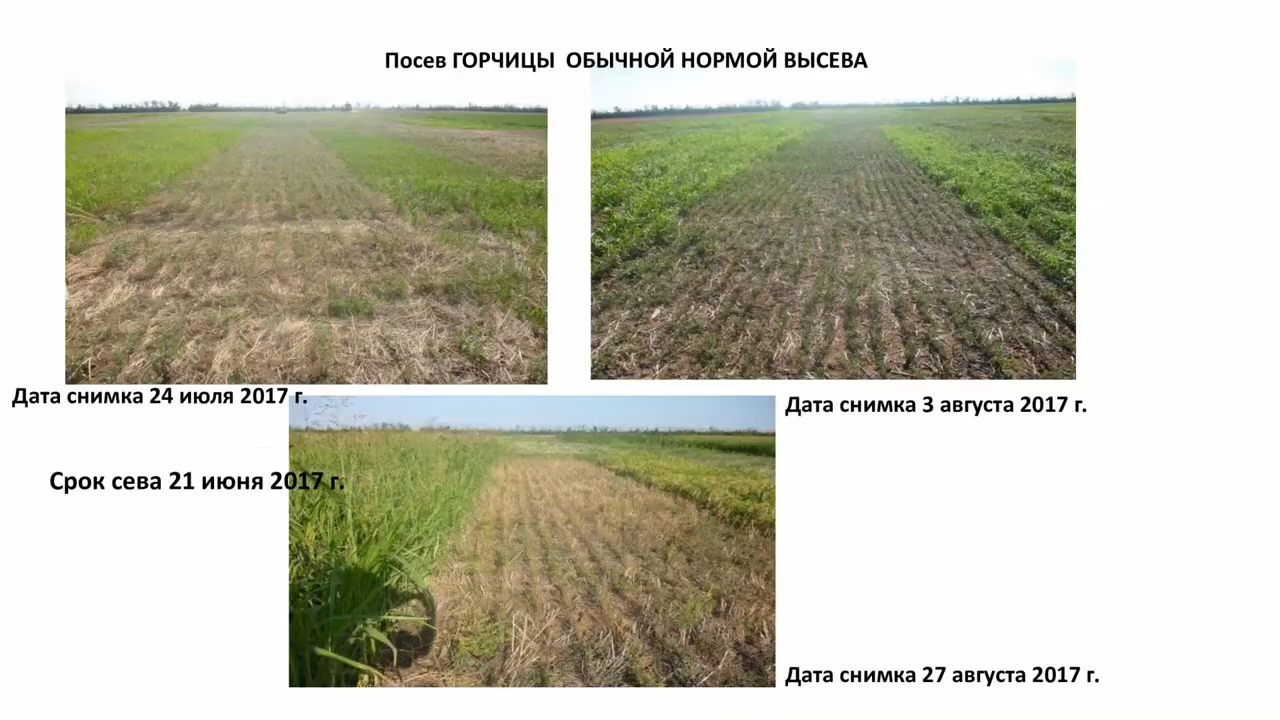 Посев ГОРЧИЦЫ ОБЫЧНОЙ НОРМОЙ ВЫСЕВА
Дата снимка 24 июля 2017 г.
Дата снимка 3 августа 2017 г.
Срок сева 21 июня 2017 г.
Дата снимка 27 августа 2017 г.